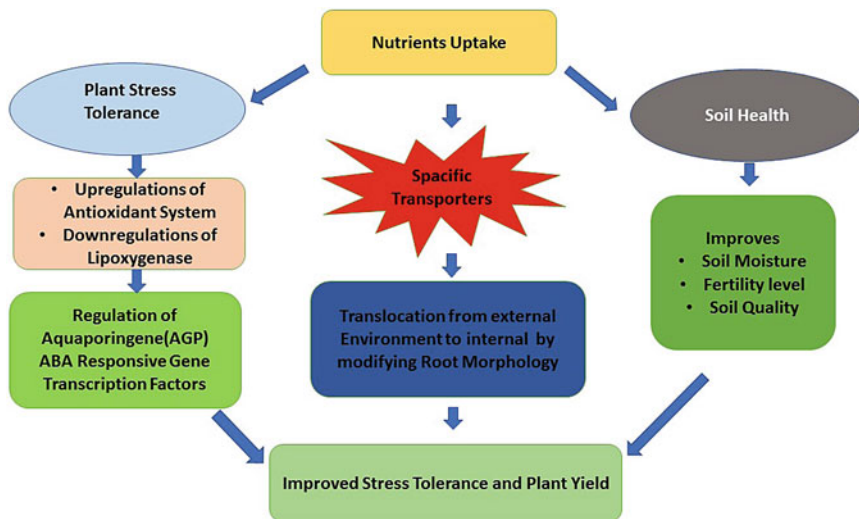 Nutrients Uptake
Plant Stress
Tolerance
Soil Health
Spacific
Transporters
• Upregulations of
Antioxidant System
• Downregulations of
Lipoxygenase
Improves
• Soil Moisture
• Fertility level
• Soil Quality
Regulation of
Aquaporingene(AGP)
ABA Responsive Gene
Transcription Factors
Translocation from external
Environment to internal by
modifying Root Morphology
Improved Stress Tolerance and Plant Yield